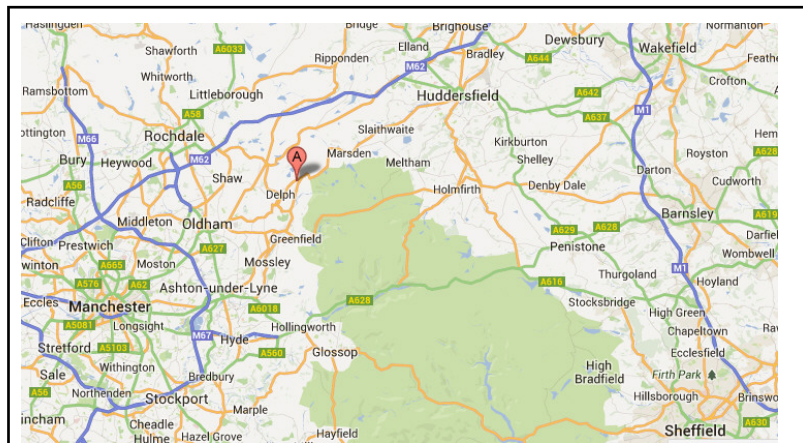 Haslingden
Bridge
Brighouse
Dewsbury
Normanton
Shawforth
A6033
Elland
Bradley
A644
Wakefield
Whitworth
Ripponden
M62
Feath
Ramsbottom
Littleborough
A58
Huddersfield
A642
Crofton
ottington
M66
Rochdale
A637
M1
Hem
Bury
Heywood
M62
Slaithwaite
Kirkburton
Royston
A628
A56
Shaw
A
Marsden
Meltham
Shelley
Darton
Cudworth
Radcliffe
Delph
Holmfirth
Denby Dale
Middleton
Oldham
Barnsley
A619
Clifton
Prestwich
A627
Greenfield
A629
A628
Darfiel
winton
A665
Moston
Mossley
Penistone
Wombwell
A576
A62
Ashton-under-Lyne
A616
Thurgoland
M1
Hoyland
Eccles
Manchester
A6018
A628
Stocksbridge
High Green
A5081
Longsight
M67
Hollingworth
Chapeltown
Raw
Stretford
A5103
Hyde
A560
Glossop
Ecclesfield
Sale
Withington
Bredbury
High
Bradfield
Firth Park
A56
Northenden
Stockport
Marple
Hillsborough
Brinswo
incham
Cheadle
Hulme
Hazel Grove
Hayfield
Sheffield
A630